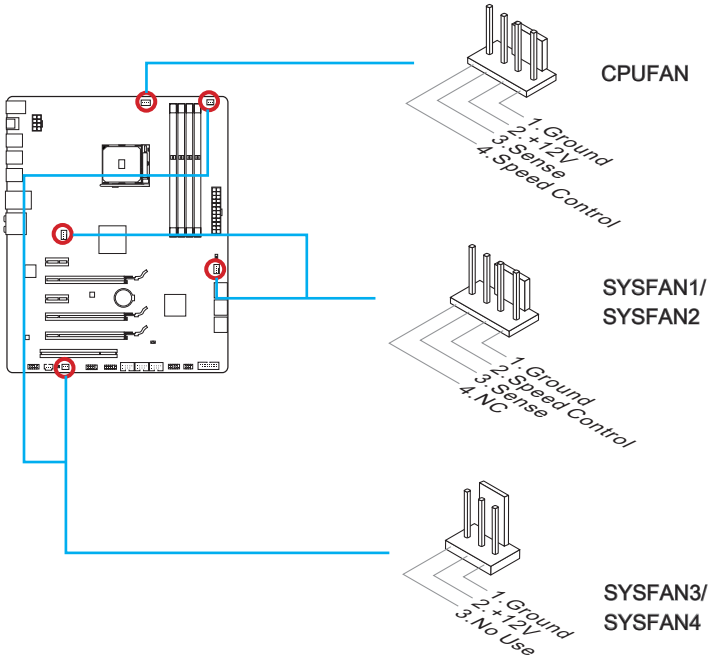 CPUFAN
1.Ground
2.+12V
3.Sense
4.Speed Control
SYSFAN1/
SYSFAN2
1.Ground
2.Speed Control
3.Sense
4.NC
SYSFAN3/
SYSFAN4
1.Ground
2.+12V
3.No Use